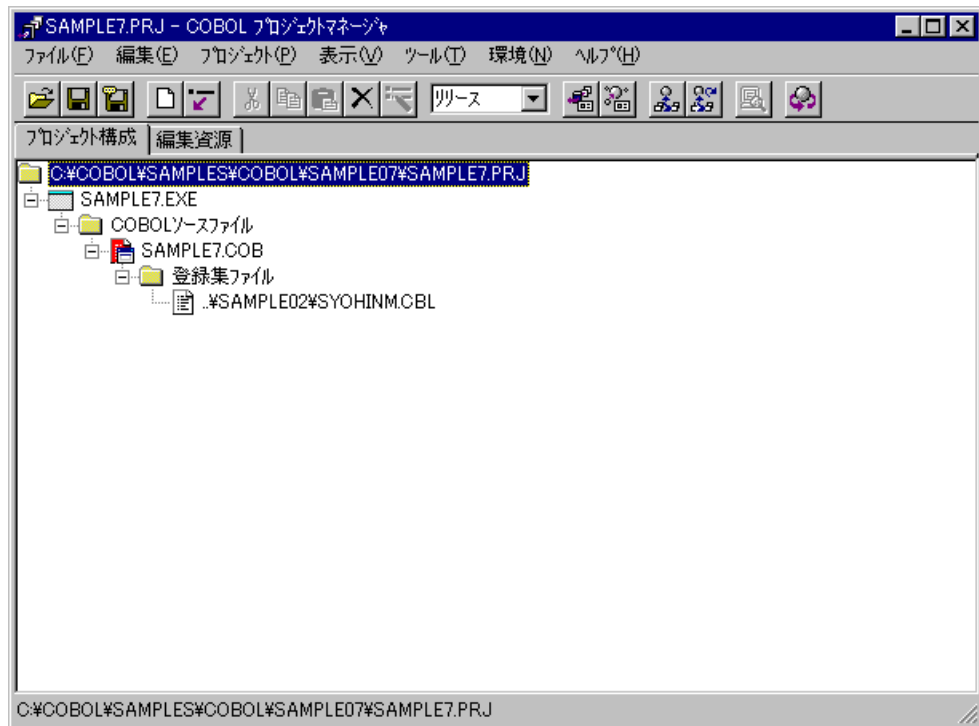 SAMPLE7.PRJ - COBOL ﾌﾟﾛｼﾞｪｸﾄﾏﾈｰｼﾞｬ
ﾌｧｲﾙ(F) 編集(E) ﾌﾟﾛｼﾞｪｸﾄ(P) 表示(V) ﾂｰﾙ(T) 環境(N) ﾍﾙﾌﾟ(H)
ﾘﾘｰｽ
ﾌﾟﾛｼﾞｪｸﾄ構成 編集資源
C:¥COBOL¥SAMPLES¥COBOL¥SAMPLE07¥SAMPLE7.PRJ
SAMPLE7.EXE
COBOLｿｰｽﾌｧｲﾙ
SAMPLE7.COB
登録集ﾌｧｲﾙ
..¥SAMPLE02¥SYOHINM.CBL
C:¥COBOL¥SAMPLES¥COBOL¥SAMPLE07¥SAMPLE7.PRJ